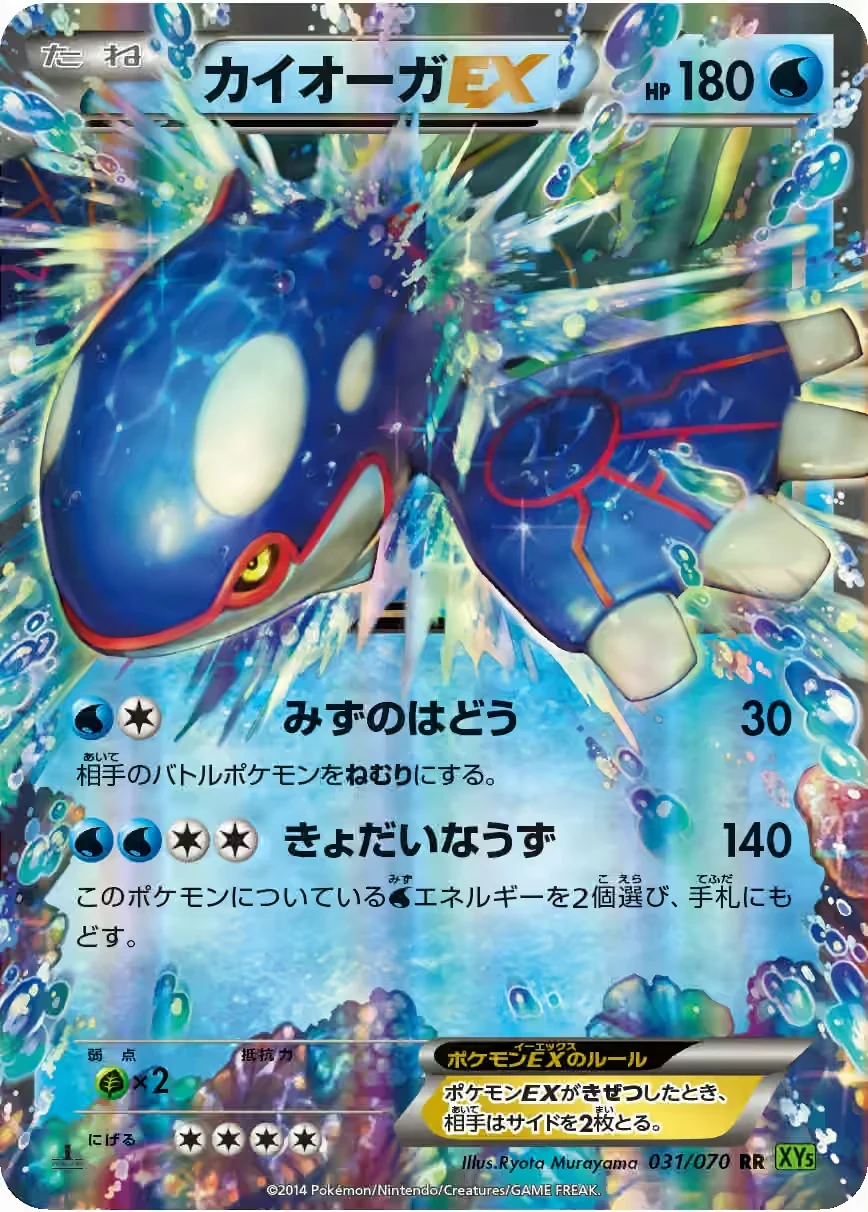 たね
カイオーガEX HP 180
みずのはどう 30
相手のバトルポケモンをねむりにする。
きょだいなうず 140
このポケモンについているエネルギーを2個選び、手札にも
どす。
弱点 抵抗力
×2
にげる
ポケモンEXのルール
ポケモンEXがきぜつしたとき、
相手はサイドを2枚とる。
Illus.Ryota Murayama 031/070 RR XY5
©2014 Pokémon/Nintendo/Creatures/GAME FREAK.